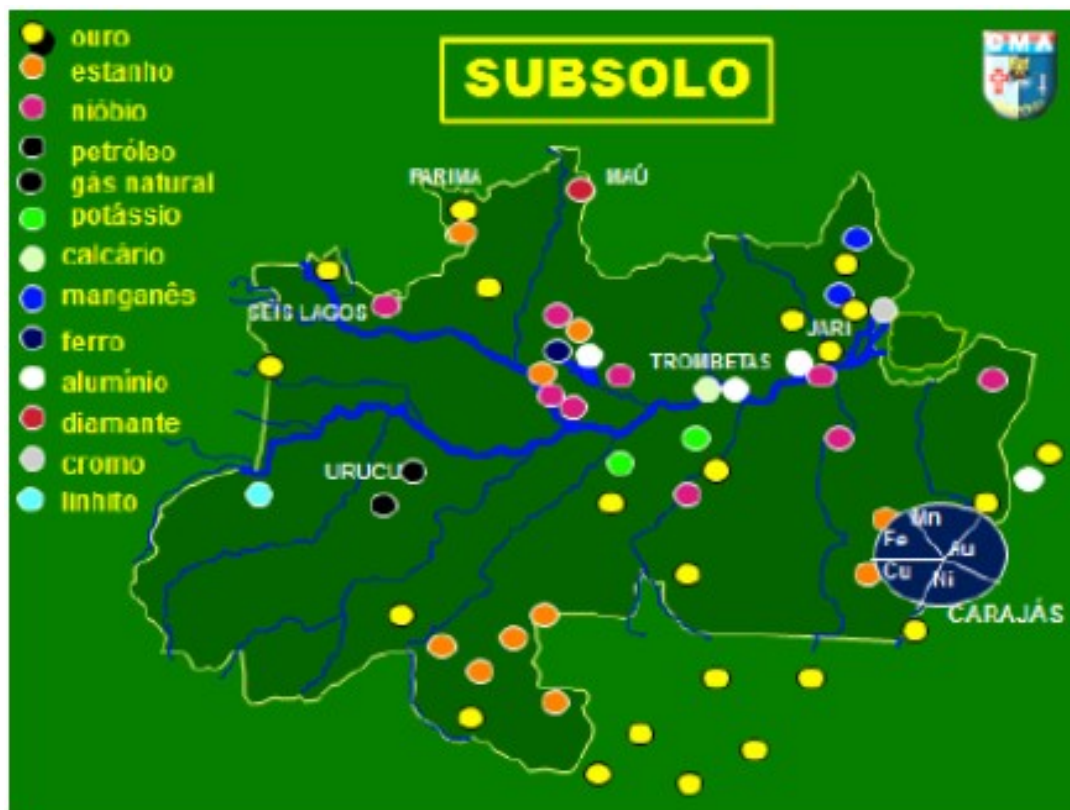 SUBSOLO
ouro
estanho
nióbio
petróleo
gás natural
potássio
calcário
manganês
ferro
alumínio
diamante
cromo
linhito
PARIMA
MAÚ
SEIS LAGOS
JARI
TROMBETAS
URUCU
Mn
Fe
Au
Cu
Ni
CARAJÁS